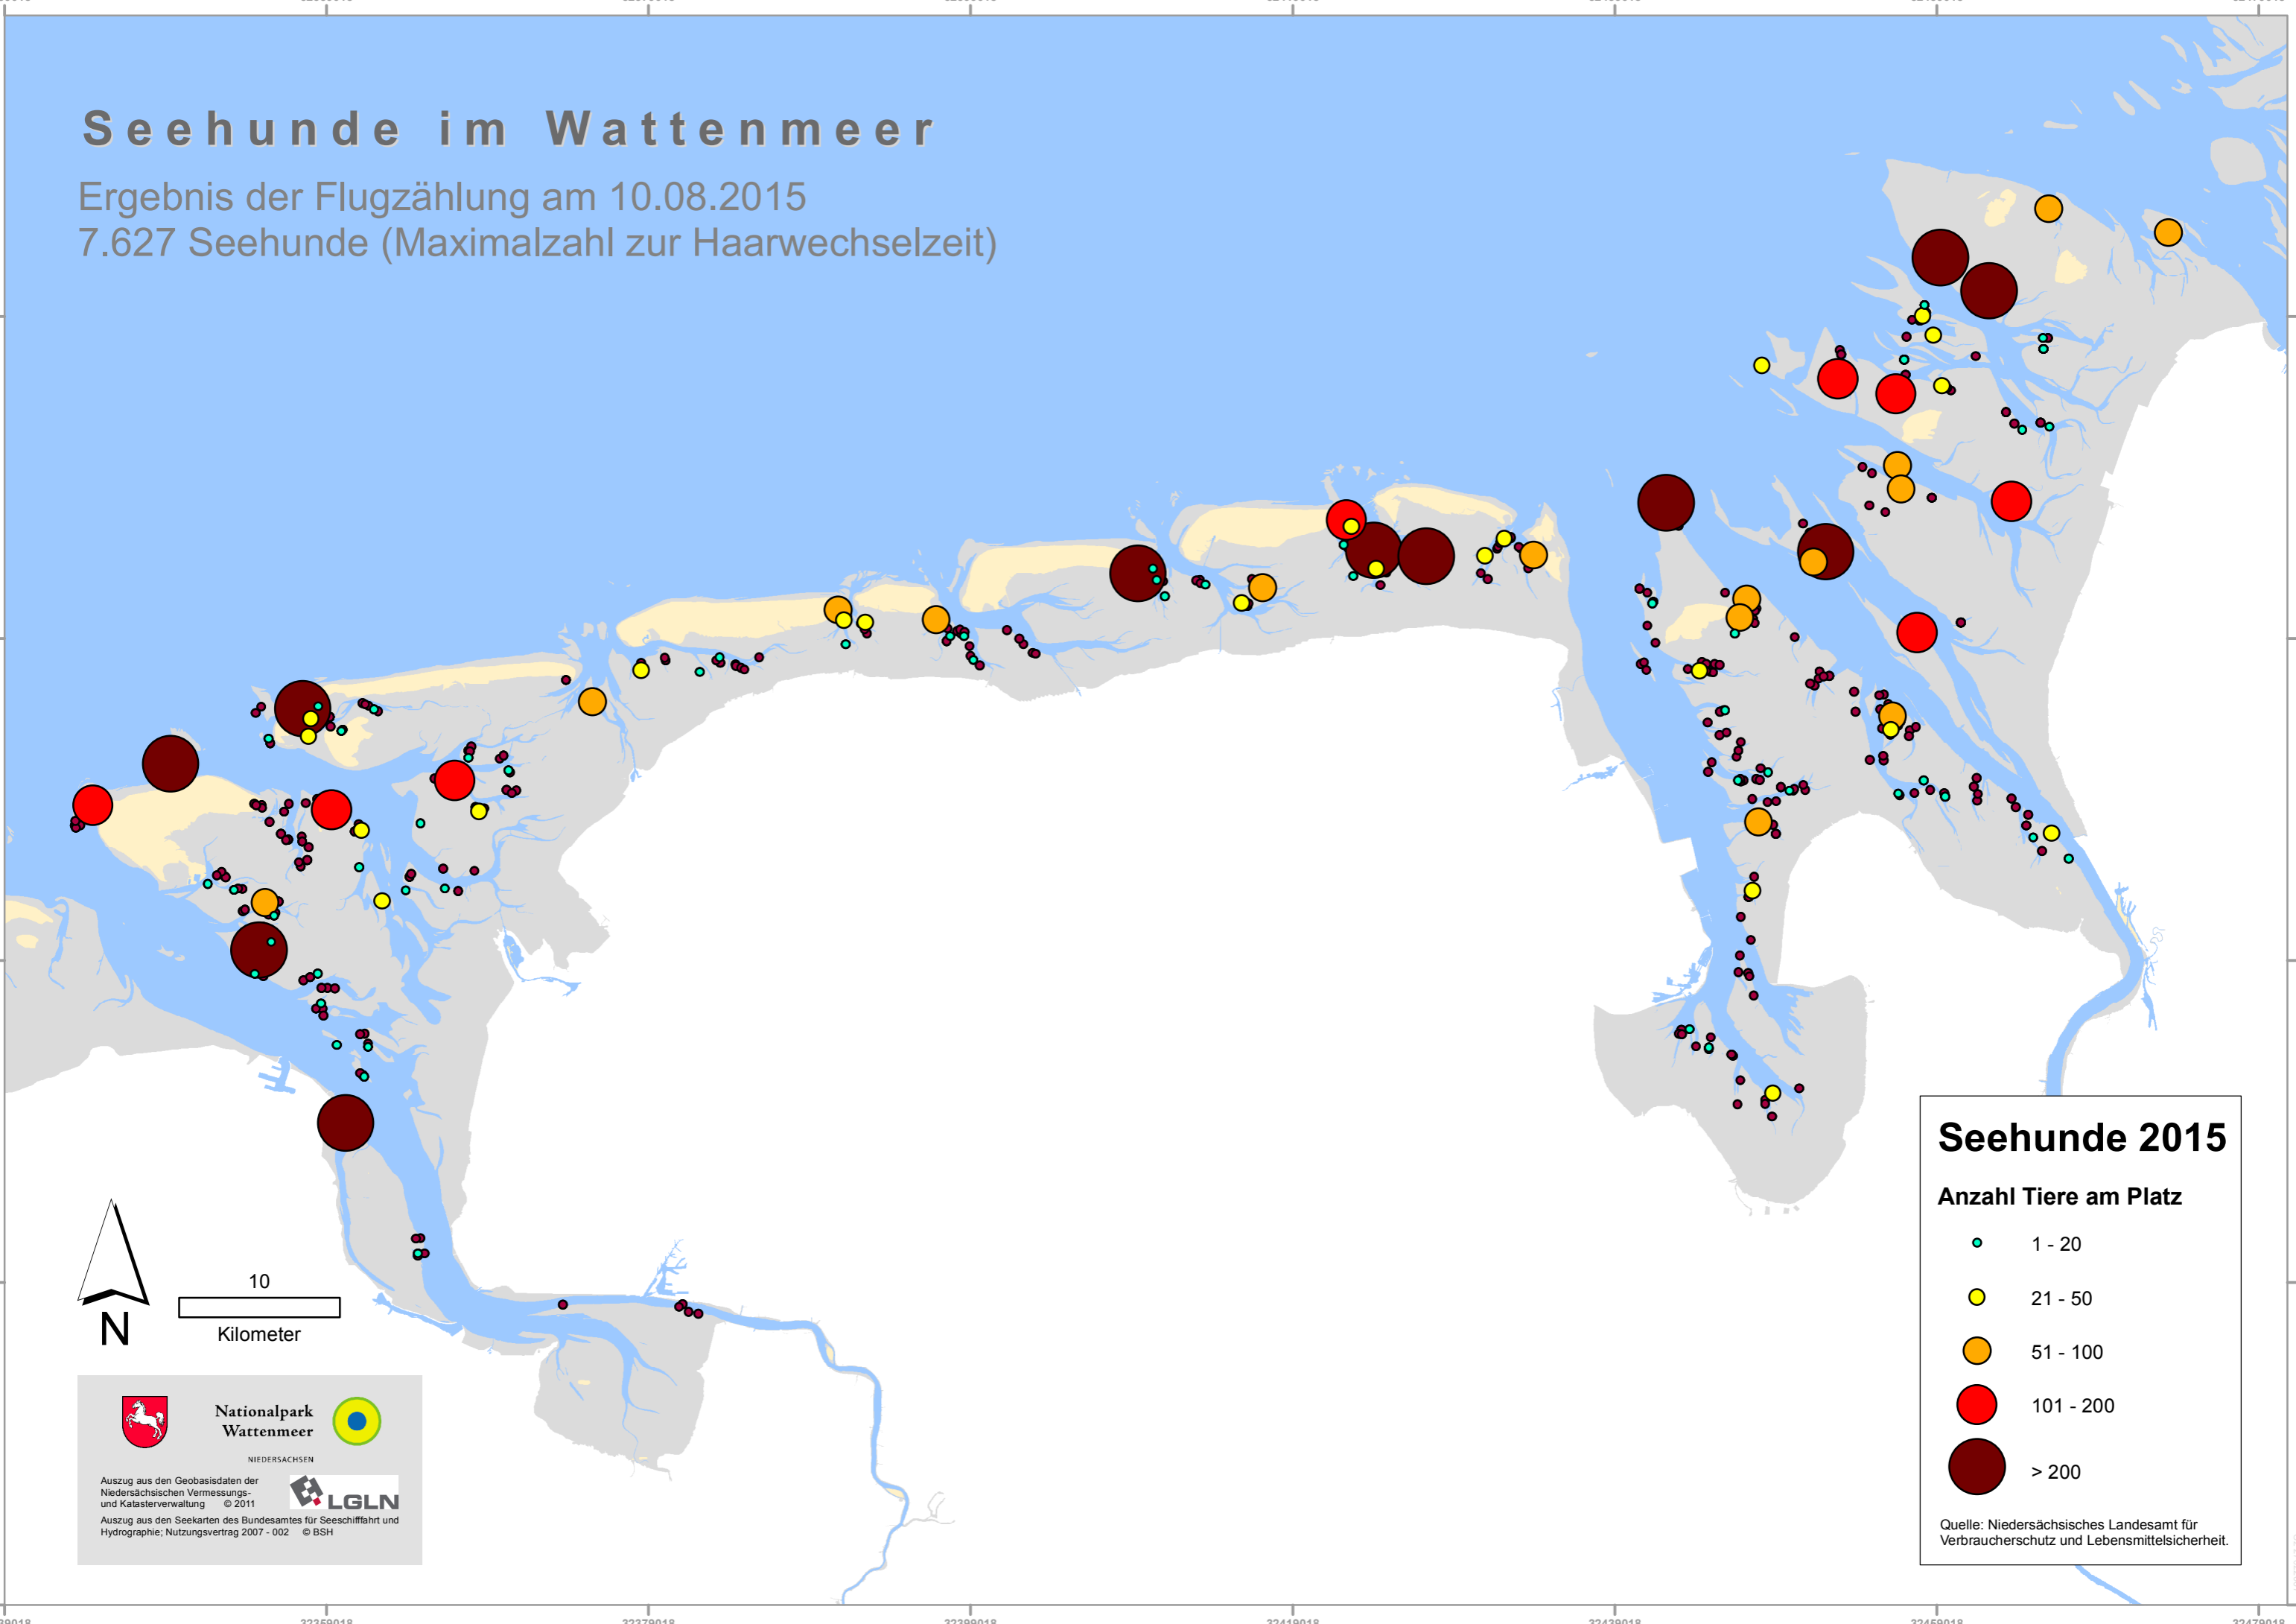 Seehunde im Wattenmeer
Ergebnis der Flugzählung am 10.08.2015
7.627 Seehunde (Maximalzahl zur Haarwechselzeit)
Seehunde 2015
Anzahl Tiere am Platz
1 - 20
21 - 50
51 - 100
101 - 200
> 200
Quelle: Niedersächsisches Landesamt für
Verbraucherschutz und Lebensmittelsicherheit.
N
10
Kilometer
Nationalpark
Wattenmeer
NIEDERSACHSEN
Auszug aus den Geobasisdaten der
Niedersächsischen Vermessungs-
und Katasterverwaltung © 2011
LGLN
Auszug aus den Seekarten des Bundesamtes für Seeschifffahrt und
Hydrographie; Nutzungsvertrag 2007 - 002 © BSH